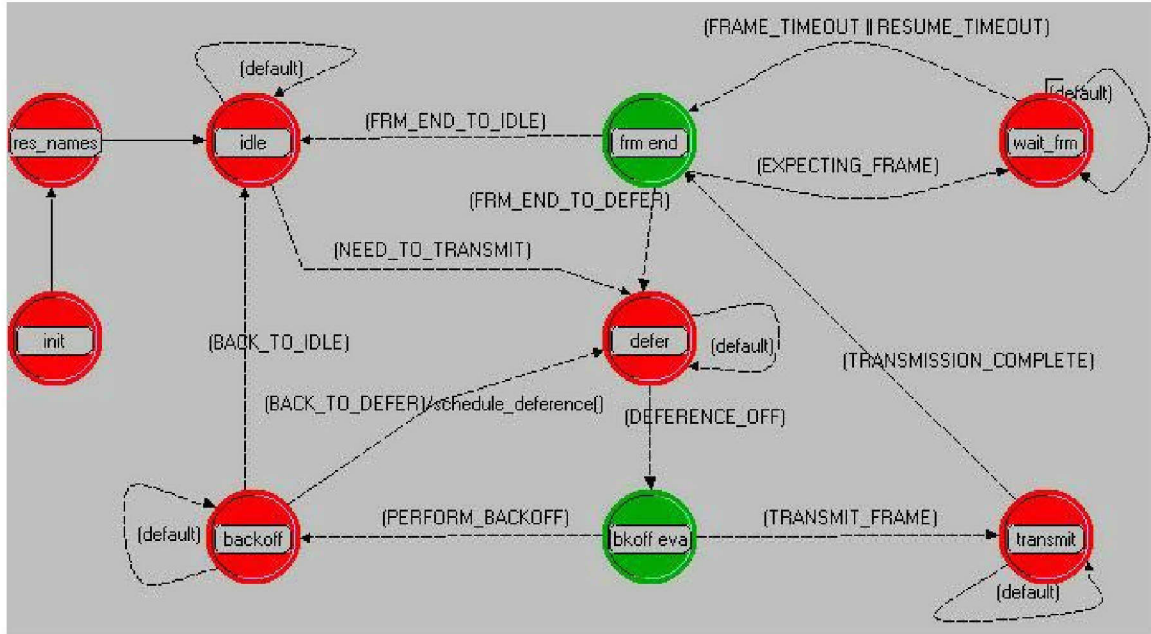 (FRAME_TIMEOUT || RESUME_TIMEOUT)
(default)
(default)
(FRM_END_TO_IDLE)
res_names
idle
frm end
wait_frm
(EXPECTING_FRAME)
(FRM_END_TO_DEFER)
(NEED_TO_TRANSMIT)
init
defer
(default)
(BACK_TO_IDLE)
(TRANSMISSION_COMPLETE)
(BACK_TO_DEFER)/schedule_deference()
(DEFERENCE_OFF)
(PERFORM_BACKOFF)
(TRANSMIT_FRAME)
(default)
backoff
bkoff eva
transmit
(default)